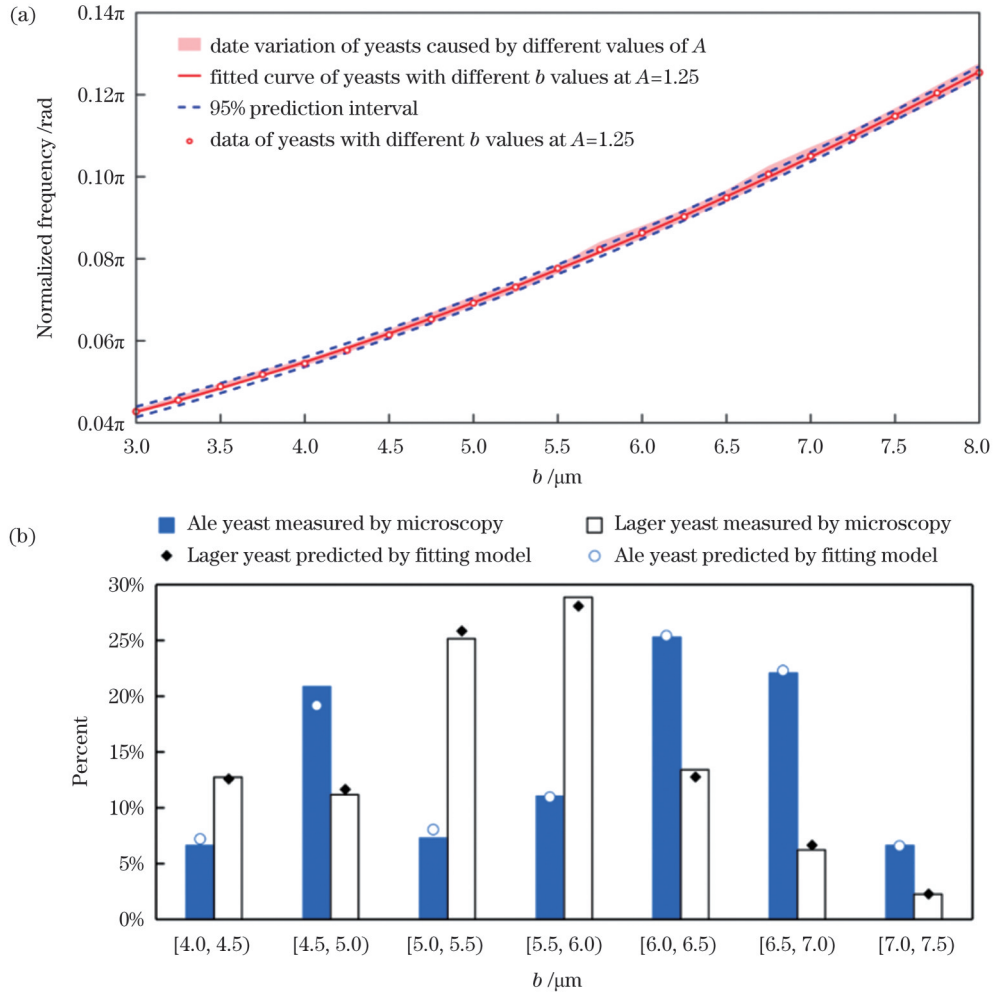 (a)
0.14π
0.12π
0.10π
0.08π
0.06π
0.04π
Normalized frequency /rad
date variation of yeasts caused by different values of A
fitted curve of yeasts with different b values at A=1.25
95% prediction interval
data of yeasts with different b values at A=1.25
3.0 3.5 4.0 4.5 5.0 5.5 6.0 6.5 7.0 7.5 8.0
b /μm
(b)
Ale yeast measured by microscopy Lager yeast measured by microscopy
Lager yeast predicted by fitting model Ale yeast predicted by fitting model
30%
25%
20%
15%
10%
5%
0%
Percent
[4.0, 4.5) [4.5, 5.0) [5.0, 5.5) [5.5, 6.0) [6.0, 6.5) [6.5, 7.0) [7.0, 7.5)
b /μm